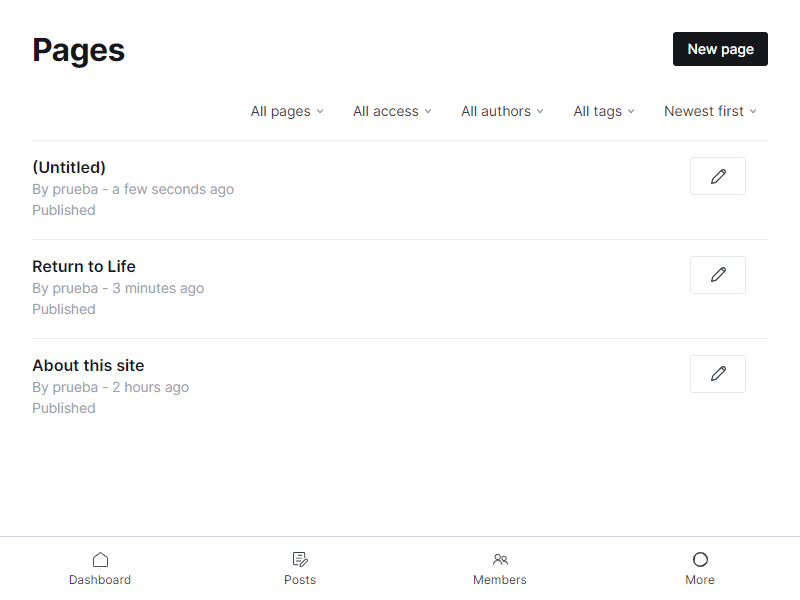 Pages
New page
All pages
All access
All authors
All tags
Newest first
(Untitled)
By prueba - a few seconds ago
Published
Return to Life
By prueba - 3 minutes ago
Published
About this site
By prueba - 2 hours ago
Published
Dashboard
Posts
Members
More